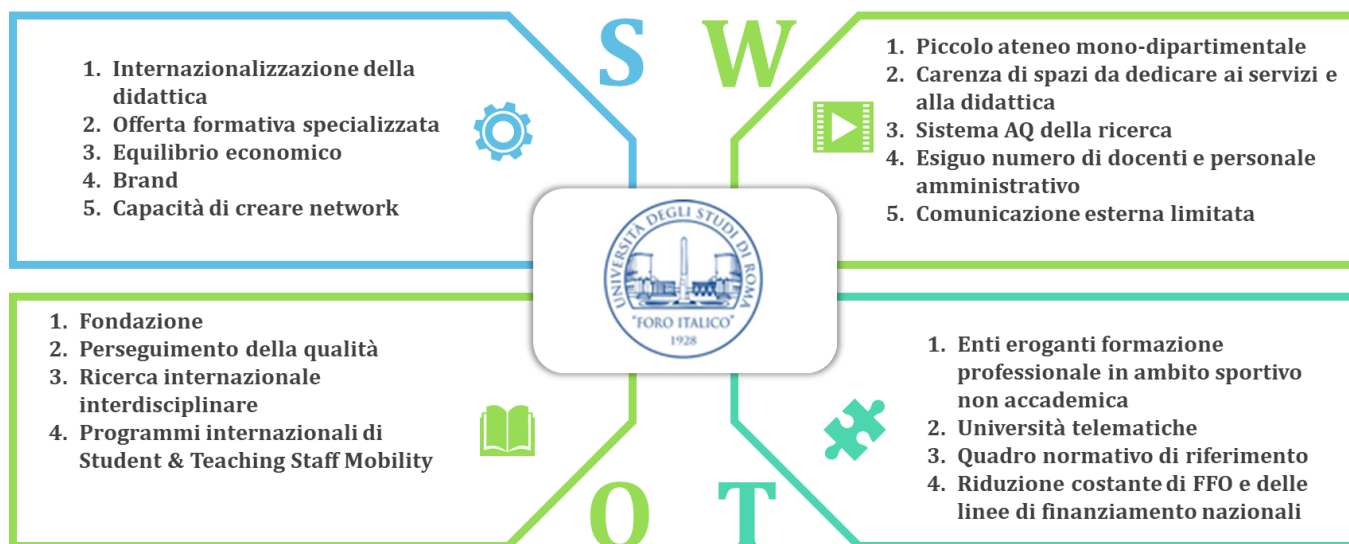 S
1. Internazionalizzazione della
didattica
2. Offerta formativa specializzata
3. Equilibrio economico
4. Brand
5. Capacità di creare network
W
1. Piccolo ateneo mono-dipartimentale
2. Carenza di spazi da dedicare ai servizi e
alla didattica
3. Sistema AQ della ricerca
4. Esiguo numero di docenti e personale
amministrativo
5. Comunicazione esterna limitata
UNIVERSITÀ DEGLI STUDI DI ROMA
"FORO ITALICO"
1928
1. Fondazione
2. Perseguimento della qualità
3. Ricerca internazionale
interdisciplinare
4. Programmi internazionali di
Student & Teaching Staff Mobility
O
1. Enti eroganti formazione
professionale in ambito sportivo
non accademica
2. Università telematiche
3. Quadro normativo di riferimento
4. Riduzione costante di FFO e delle
linee di finanziamento nazionali
T